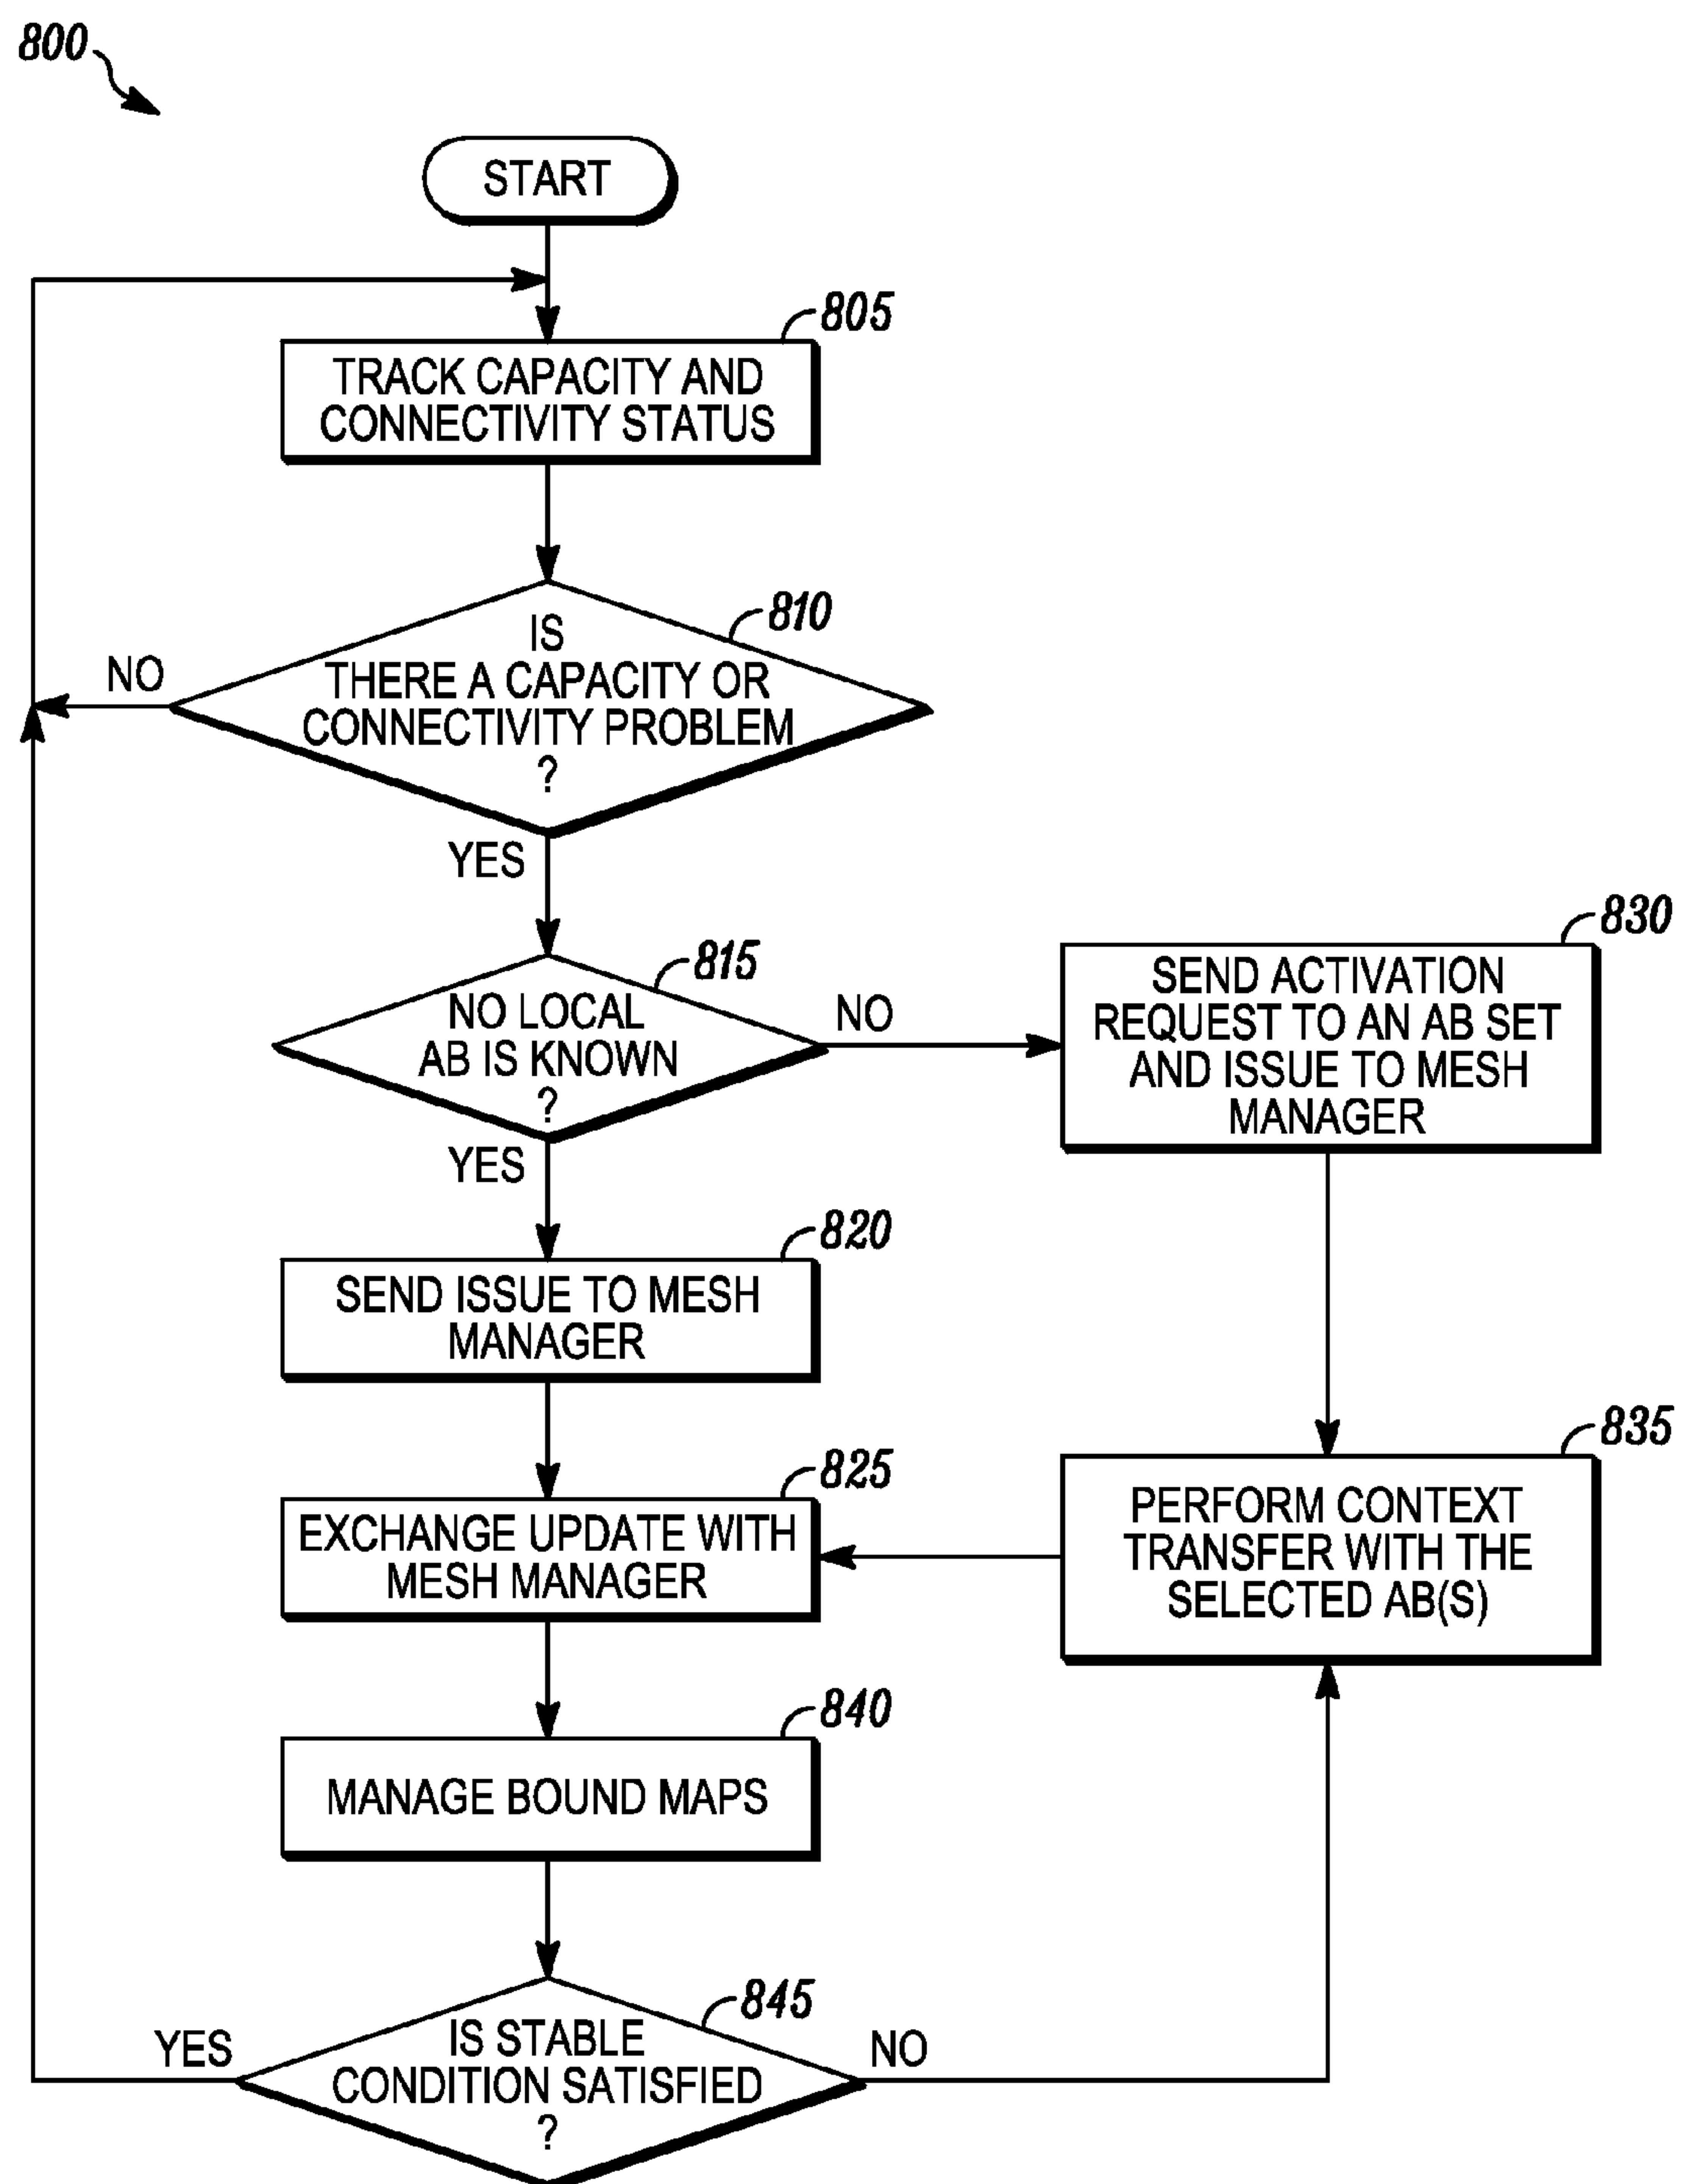 800
START
805
TRACK CAPACITY AND
CONNECTIVITY STATUS
810
IS
THERE A CAPACITY OR
CONNECTIVITY PROBLEM
?
NO
YES
815
NO LOCAL
AB IS KNOWN
?
NO
YES
830
SEND ACTIVATION
REQUEST TO AN AB SET
AND ISSUE TO MESH
MANAGER
820
SEND ISSUE TO MESH
MANAGER
825
EXCHANGE UPDATE WITH
MESH MANAGER
835
PERFORM CONTEXT
TRANSFER WITH THE
SELECTED AB(S)
840
MANAGE BOUND MAPS
845
IS STABLE
CONDITION SATISFIED
?
YES
NO